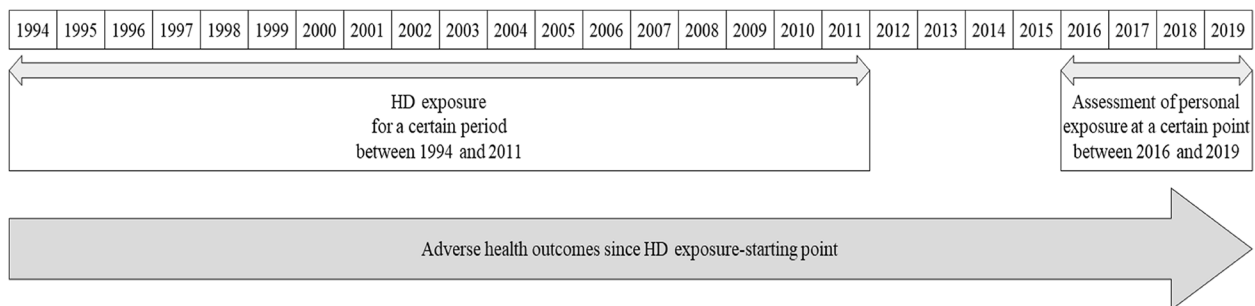 1994 1995 1996 1997 1998 1999 2000 2001 2002 2003 2004 2005 2006 2007 2008 2009 2010 2011 2012 2013 2014 2015 2016 2017 2018 2019
HD exposure
for a certain period
between 1994 and 2011
Assessment of personal
exposure at a certain point
between 2016 and 2019
Adverse health outcomes since HD exposure-starting point